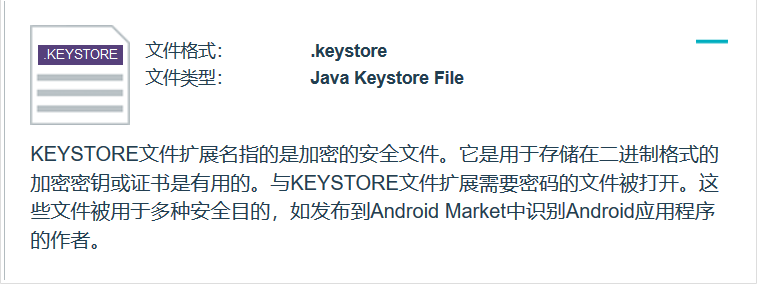 .KEYSTORE
文件格式： .keystore
文件类型： Java Keystore File
KEYSTORE文件扩展名指的是加密的安全文件。它是用于存储在二进制格式的
加密密钥或证书是有用的。与KEYSTORE文件扩展需要密码的文件被打开。这
些文件被用于多种安全目的，如发布到Android Market中识别Android应用程序
的作者。